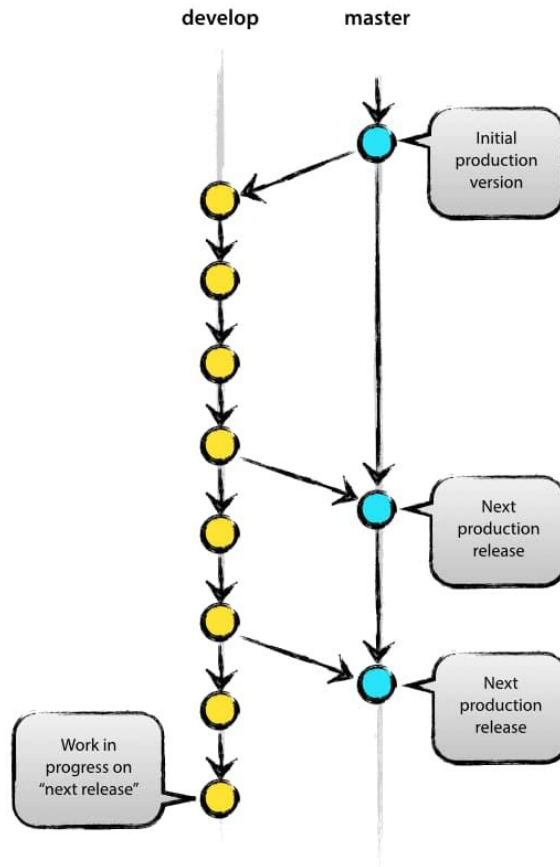 develop
master
Initial
production
version
Next
production
release
Next
production
release
Work in
progress on
“next release”